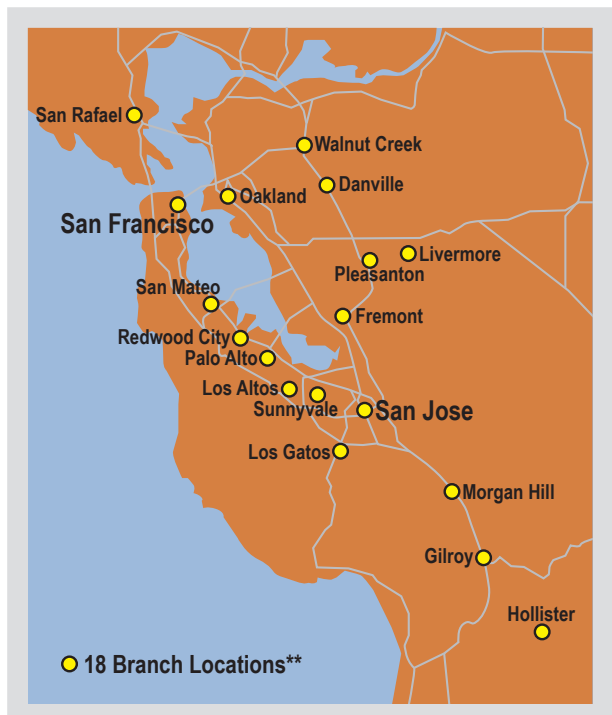 San Rafael
Walnut Creek
Danville
Oakland
San Francisco
Livermore
Pleasanton
San Mateo
Fremont
Redwood City
Palo Alto
Los Altos
Sunnyvale
San Jose
Los Gatos
Morgan Hill
Gilroy
Hollister
18 Branch Locations**